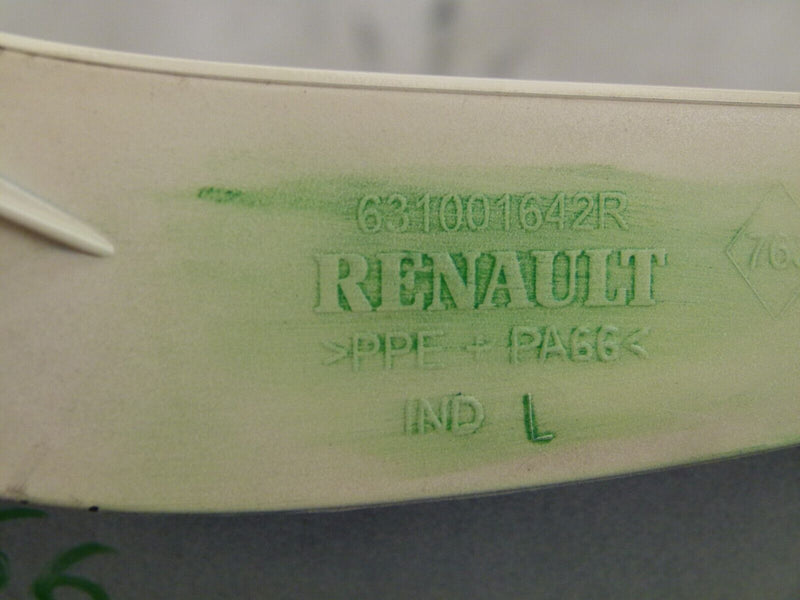 631001642R
RENAULT
>PPE + PA66<
IND L